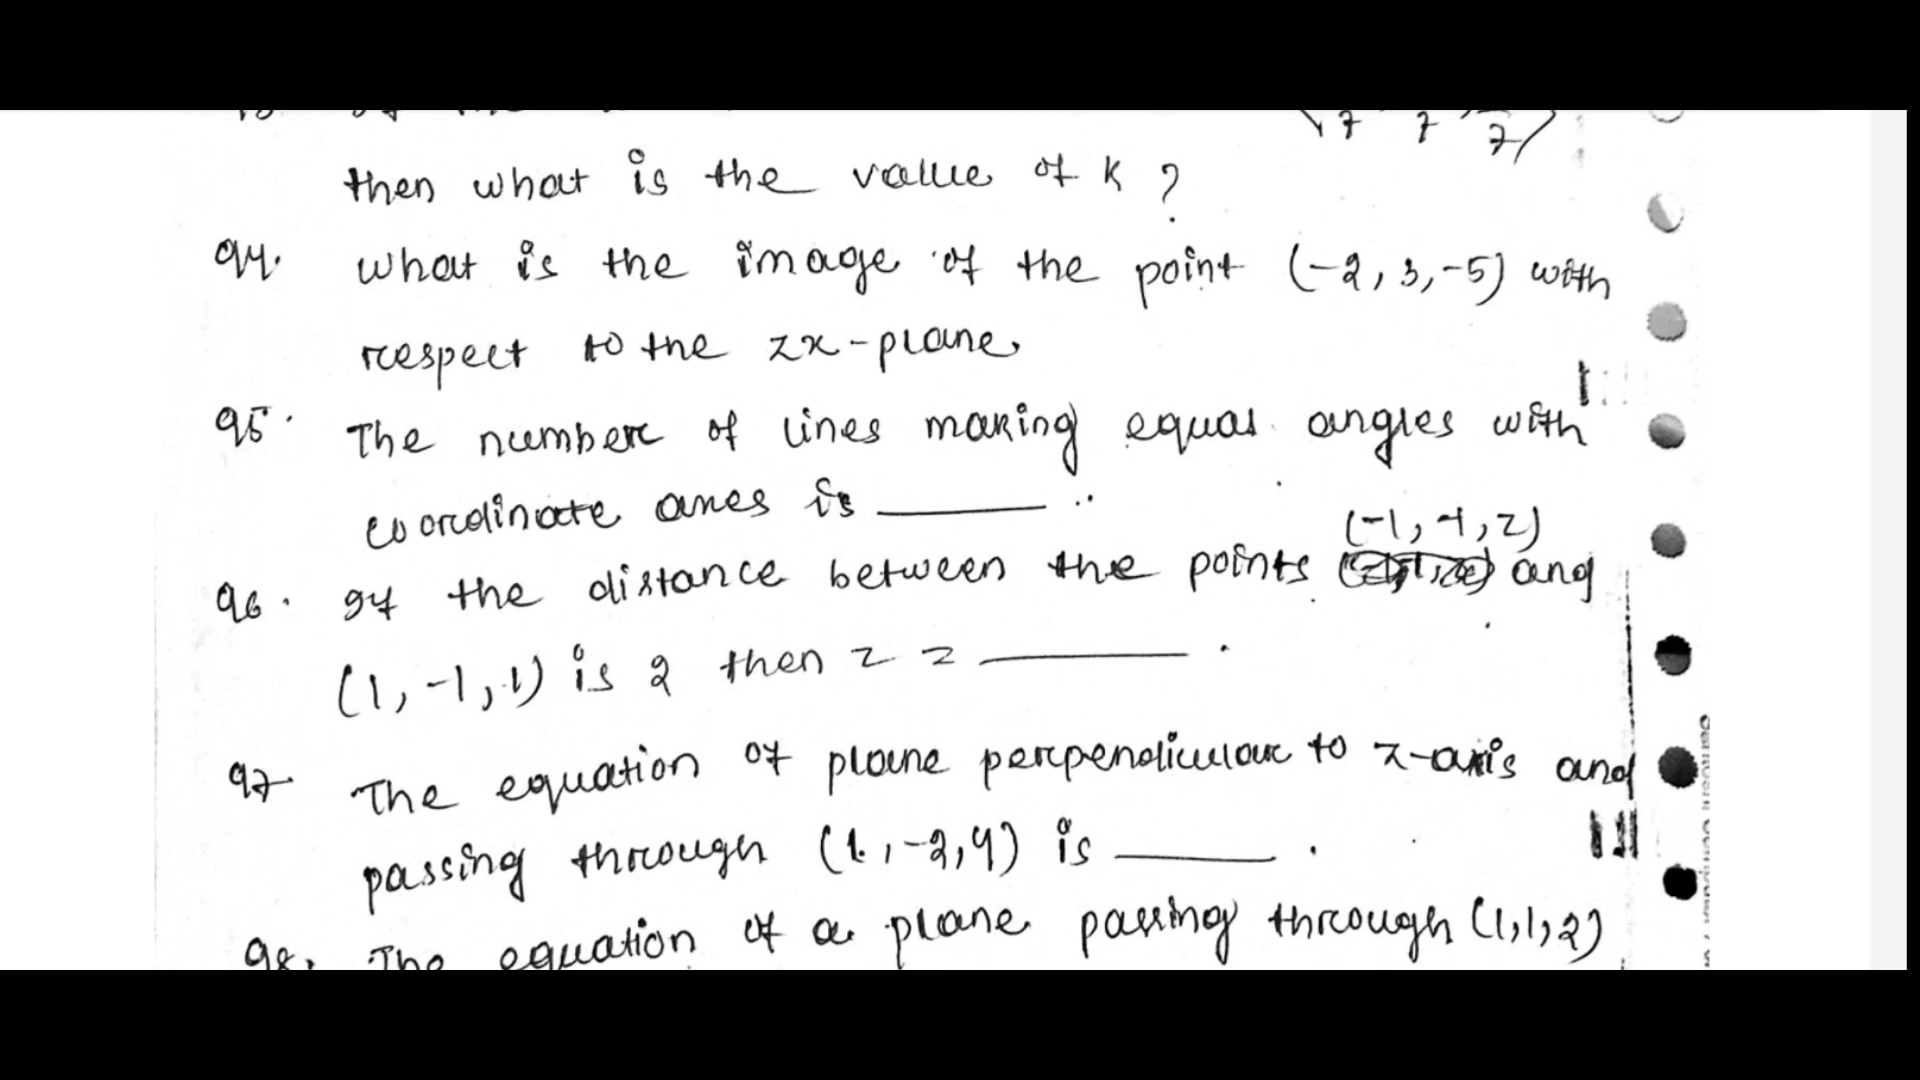 then what is the value of k ?
94. what is the image of the point (-2, 3, -5) with
respect to the zx-plane.
95. The number of lines making equal angles with
coordinate axes is ______ .
(-1, -1, z)
96. If the distance between the points and
(1, -1, 1) is 2 then z = ______ .
97. The equation of plane perpendicular to z-axis and
passing through (1, -2, 4) is ______ .
98. The equation of a plane passing through (1, 1, 2)